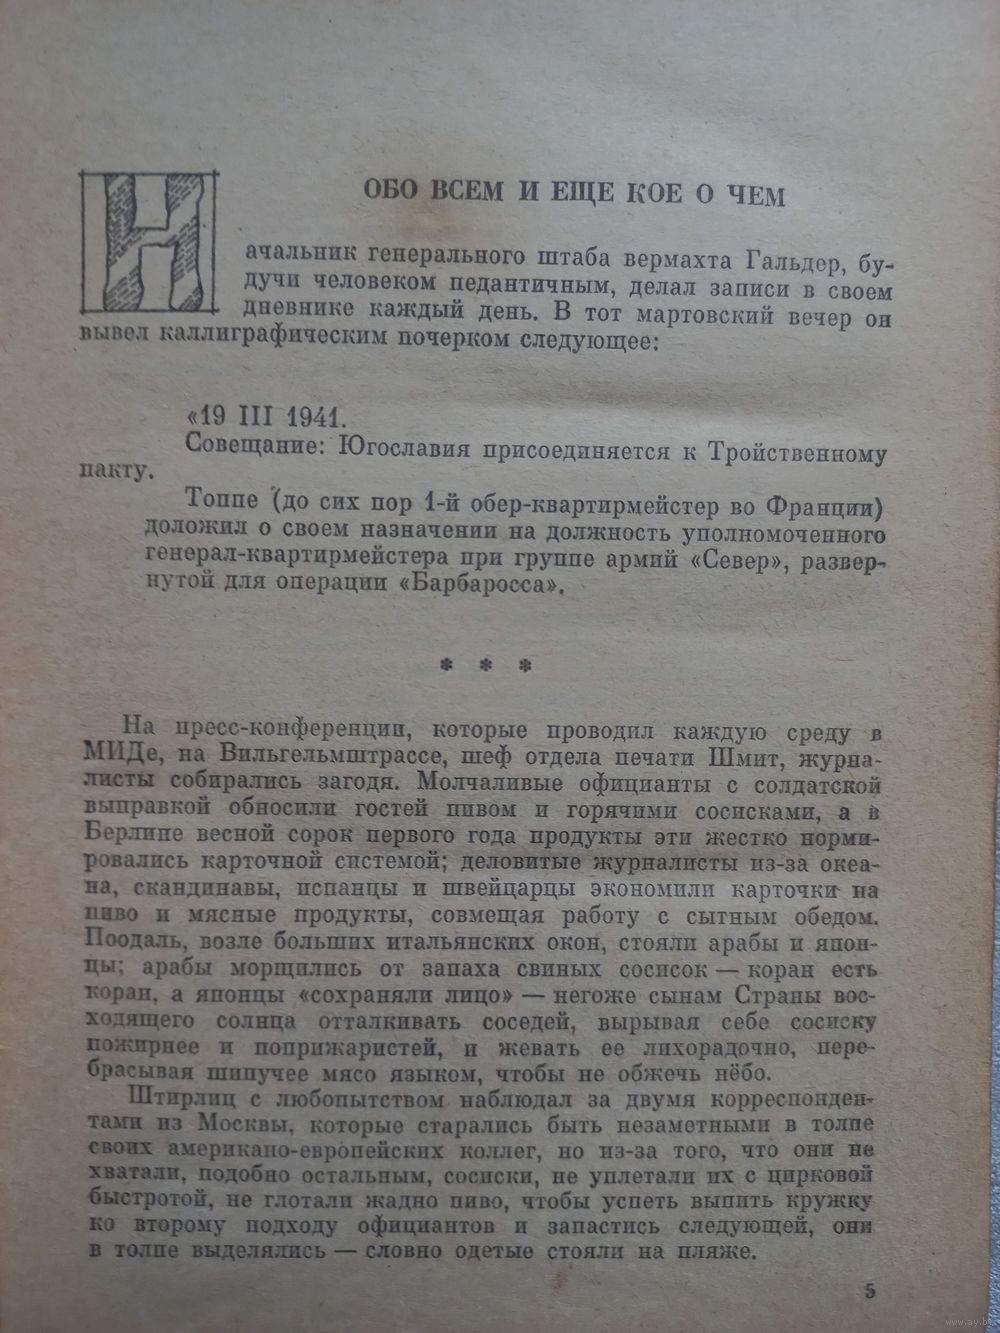 ОБО ВСЕМ И ЕЩЕ КОЕ О ЧЕМ
Начальник генерального штаба вермахта Гальдер, бу-
дучи человеком педантичным, делал записи в своем
дневнике каждый день. В тот мартовский вечер он
вывел каллиграфическим почерком следующее:
«19 III 1941.
Совещание: Югославия присоединяется к Тройственному
пакту.
Топпе (до сих пор 1-й обер-квартирмейстер во Франции)
доложил о своем назначении на должность уполномоченного
генерал-квартирмейстера при группе армий «Север», развер-
нутой для операции «Барбаросса».
* * *
На пресс-конференции, которые проводил каждую среду в
МИДе, на Вильгельмштрассе, шеф отдела печати Шмит, журна-
листы собирались загодя. Молчаливые официанты с солдатской
выправкой обносили гостей пивом и горячими сосисками, а в
Берлине весной сорок первого года продукты эти жестко норми-
ровались карточной системой; деловитые журналисты из-за океа-
на, скандинавы, испанцы и швейцарцы экономили карточки на
пиво и мясные продукты, совмещая работу с сытным обедом.
Поодаль, возле больших итальянских окон, стояли арабы и япон-
цы; арабы морщились от запаха свиных сосисок — коран есть
коран, а японцы «сохраняли лицо» — негоже сынам Страны вос-
ходящего солнца отталкивать соседей, вырывая себе сосиску
пожирнее и поприжаристей, и жевать ее лихорадочно, пере-
брасывая шипучее мясо языком, чтобы не обжечь нёбо.
Штирлиц с любопытством наблюдал за двумя корреспонден-
тами из Москвы, которые старались быть незаметными в толпе
своих американо-европейских коллег, но из-за того, что они не
хватали, подобно остальным, сосиски, не уплетали их с цирковой
быстротой, не глотали жадно пиво, чтобы успеть выпить кружку
ко второму подходу официантов и запастись следующей, они
в толпе выделялись — словно одетые стояли на пляже.
5
www.ay.by